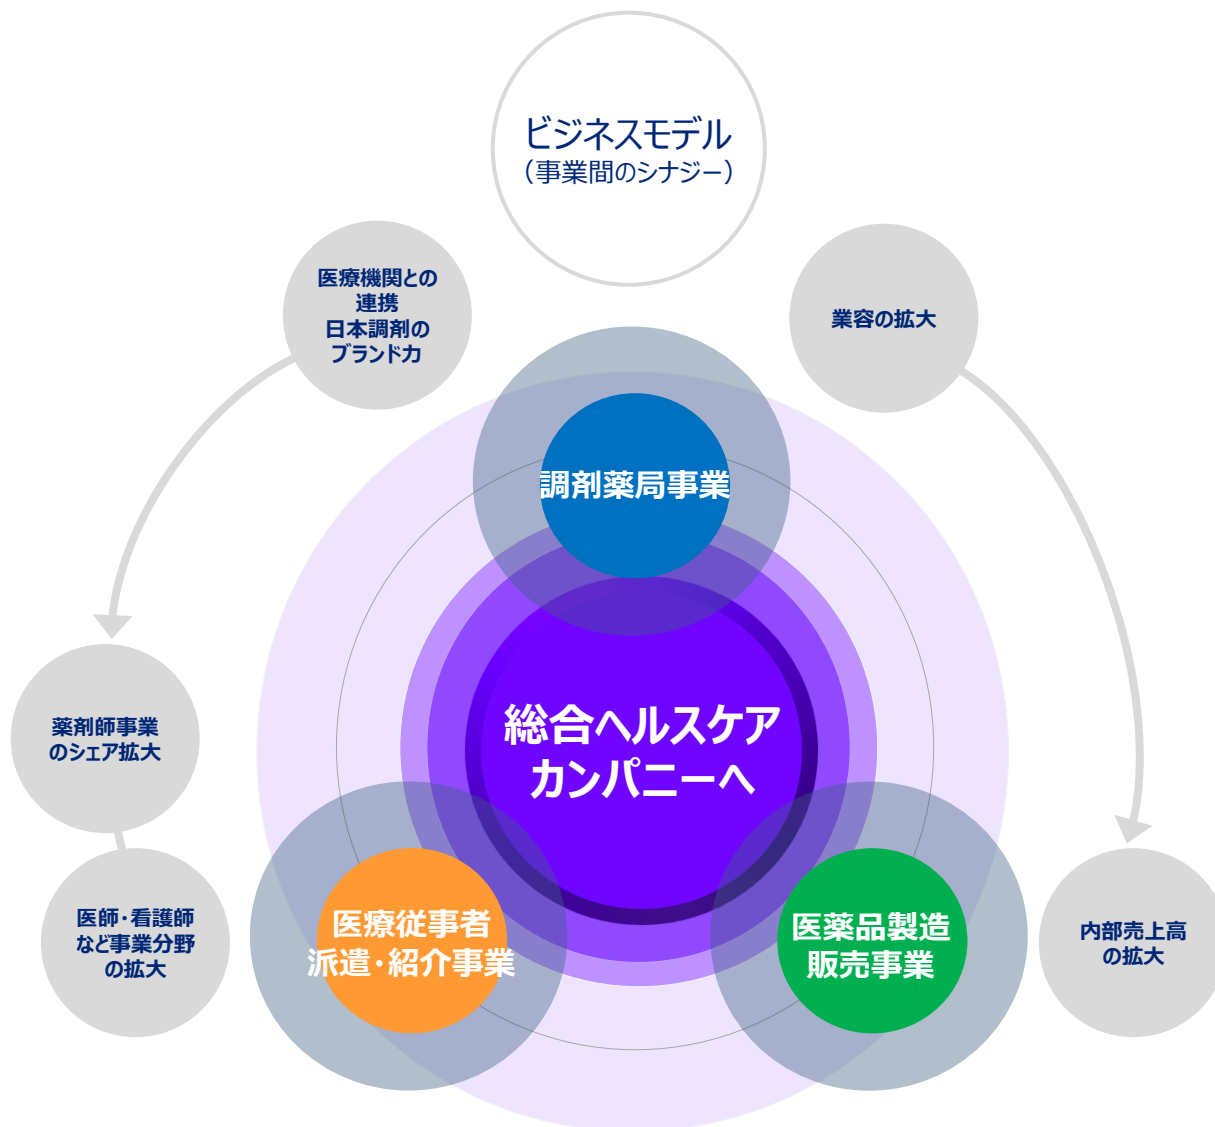 ビジネスモデル
（事業間のシナジー）
医療機関との
連携
日本調剤の
ブランド力
業容の拡大
調剤薬局事業
総合ヘルスケア
カンパニーへ
薬剤師事業
のシェア拡大
医師・看護師
など事業分野
の拡大
医療従事者
派遣・紹介事業
医薬品製造
販売事業
内部売上高
の拡大